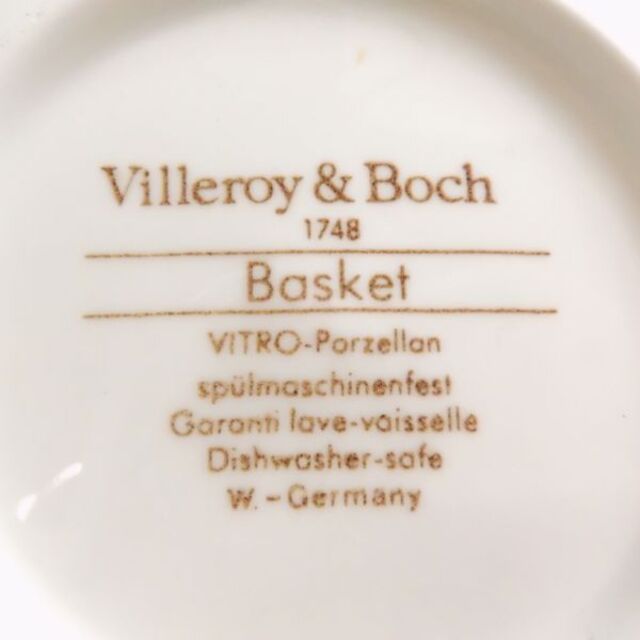 Villeroy & Boch
1748
Basket
VITRO-Porzellan
spülmaschinenfest
Garanti lave-vaisselle
Dishwasher-safe
W.-Germany